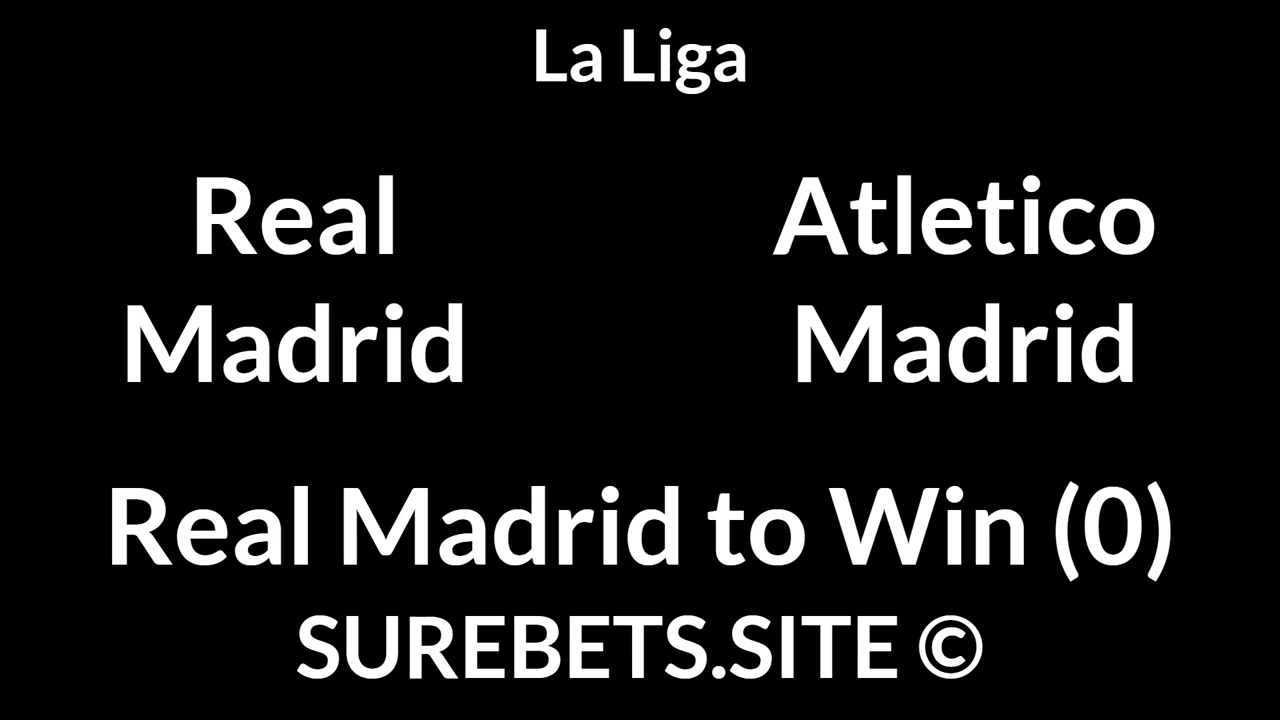 La Liga
Real
Madrid
Atletico
Madrid
Real Madrid to Win (0)
SUREBETS.SITE ©